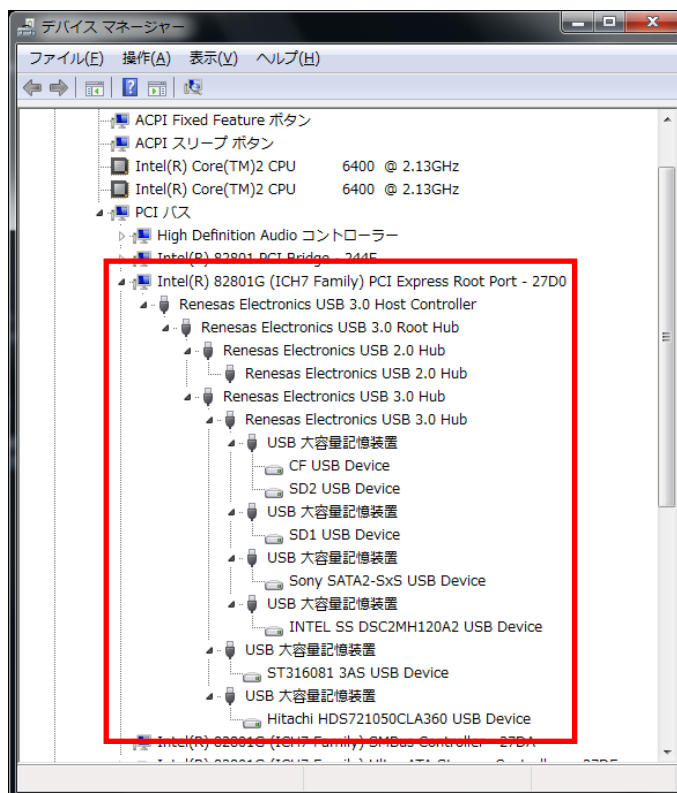 デバイス マネージャー
ファイル(F) 操作(A) 表示(V) ヘルプ(H)
ACPI Fixed Feature ボタン
ACPI スリープ ボタン
Intel(R) Core(TM)2 CPU 6400 @ 2.13GHz
Intel(R) Core(TM)2 CPU 6400 @ 2.13GHz
PCI バス
High Definition Audio コントローラー
Intel(R) 82801 PCI Bridge - 244E
Intel(R) 82801G (ICH7 Family) PCI Express Root Port - 27D0
Renesas Electronics USB 3.0 Host Controller
Renesas Electronics USB 3.0 Root Hub
Renesas Electronics USB 2.0 Hub
Renesas Electronics USB 2.0 Hub
Renesas Electronics USB 3.0 Hub
Renesas Electronics USB 3.0 Hub
USB 大容量記憶装置
CF USB Device
SD2 USB Device
USB 大容量記憶装置
SD1 USB Device
USB 大容量記憶装置
Sony SATA2-SxS USB Device
USB 大容量記憶装置
INTEL SS DSC2MH120A2 USB Device
USB 大容量記憶装置
ST316081 3AS USB Device
USB 大容量記憶装置
Hitachi HDS721050CLA360 USB Device
Intel(R) 82801G (ICH7 Family) SMBus Controller - 27DA
Intel(R) 82801G (ICH7 Family) Ultra ATA Storage Controllers - 27DF